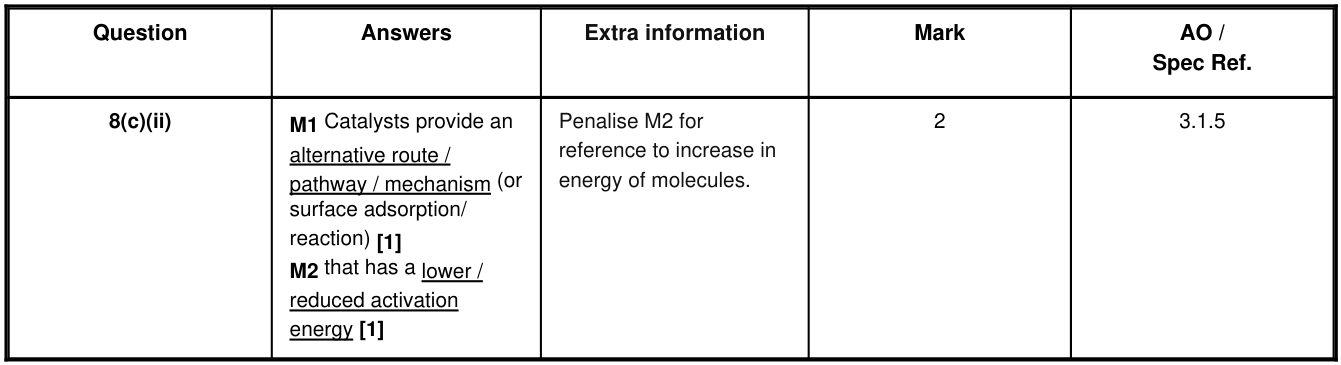 Question
Answers
Extra information
Mark
AO /
Spec Ref.
8(c)(ii)
M1 Catalysts provide an
alternative route /
pathway / mechanism (or
surface adsorption/
reaction) [1]
M2 that has a lower /
reduced activation
energy [1]
Penalise M2 for
reference to increase in
energy of molecules.
2
3.1.5